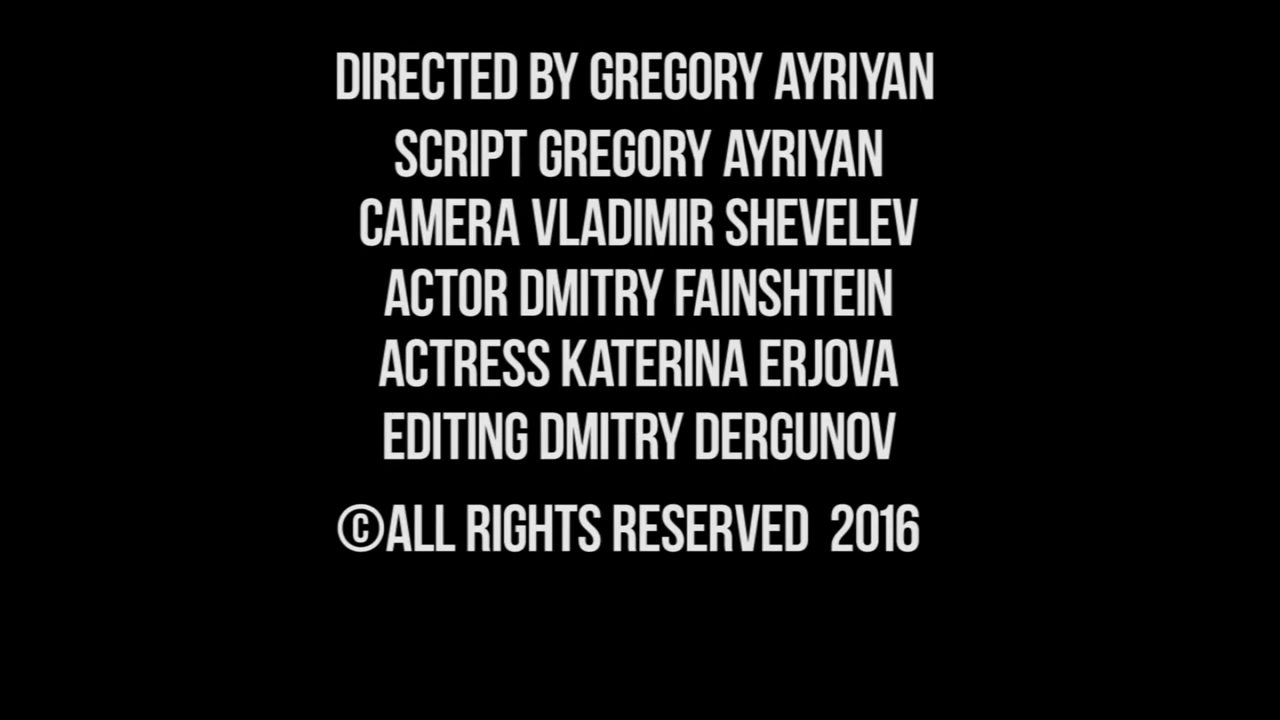 DIRECTED BY GREGORY AYRIYAN
SCRIPT GREGORY AYRIYAN
CAMERA VLADIMIR SHEVELEV
ACTOR DMITRY FAINSHTEIN
ACTRESS KATERINA ERJOVA
EDITING DMITRY DERGUNOV
©ALL RIGHTS RESERVED 2016